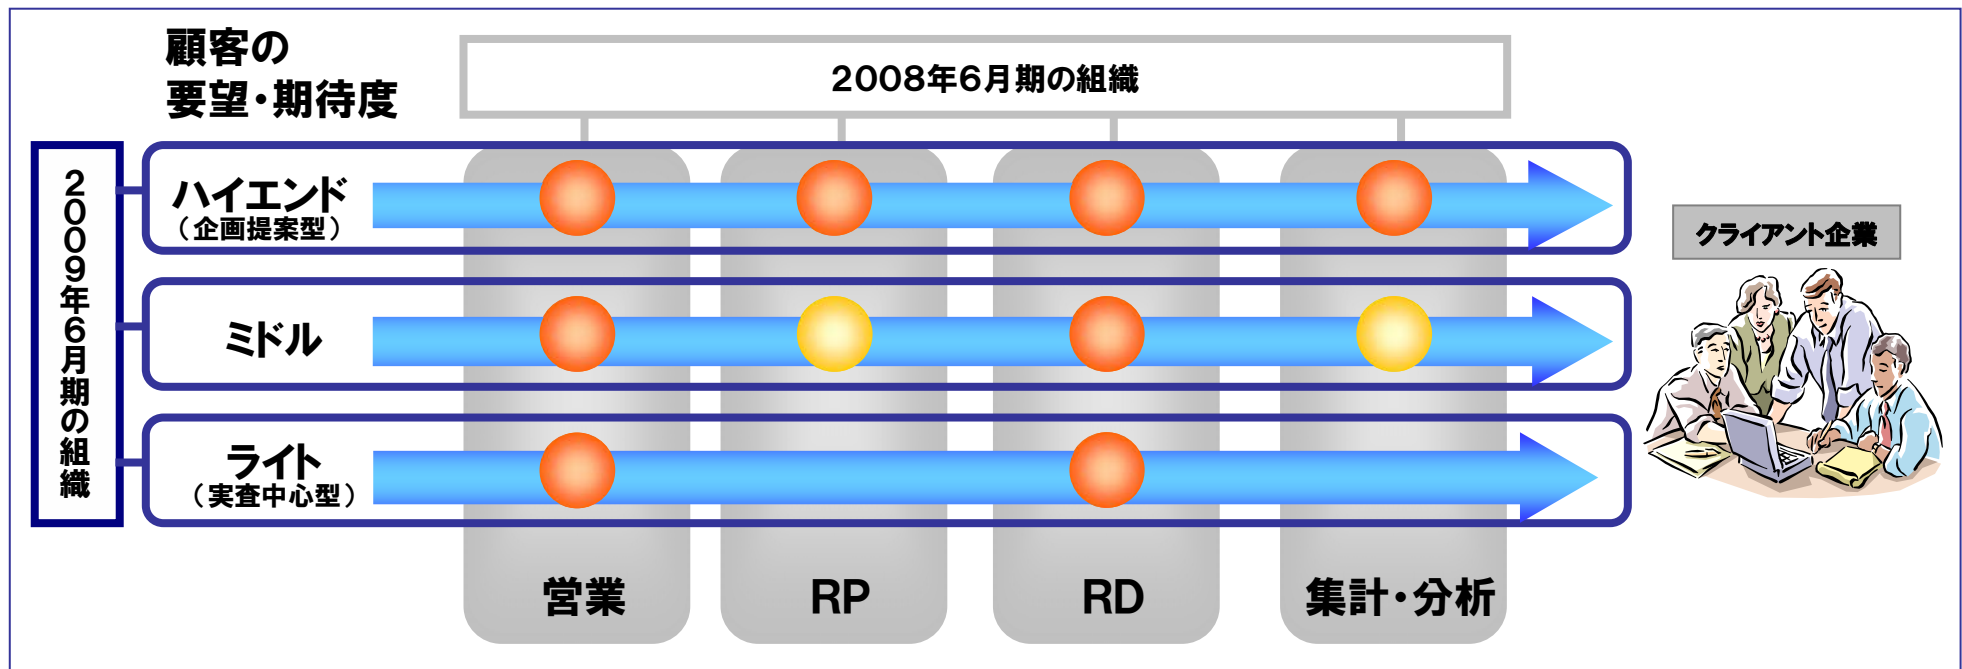 顧客の
要望・期待度
2008年6月期の組織
2009年6月期の組織
ハイエンド
（企画提案型）
ミドル
ライト
（実査中心型）
クライアント企業
営業
RP
RD
集計・分析